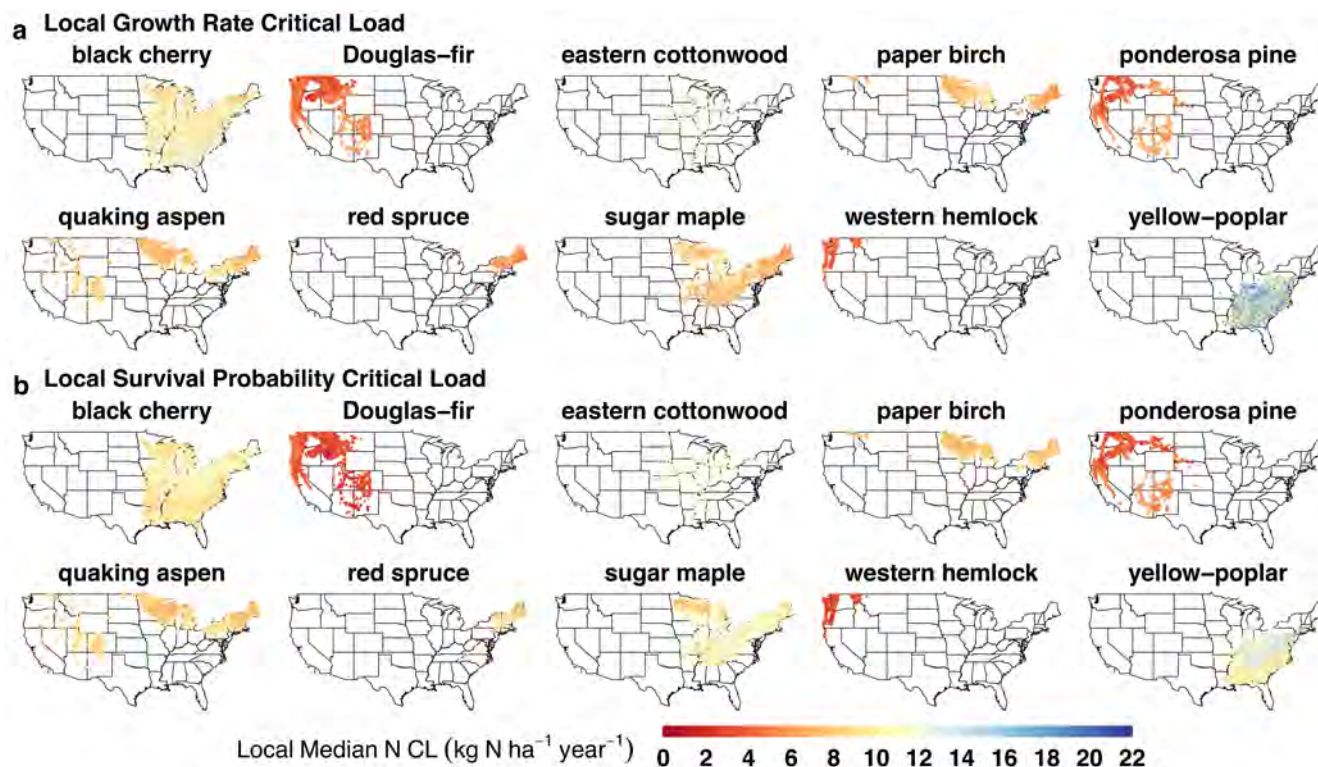 a Local Growth Rate Critical Load
black cherry Douglas–fir eastern cottonwood paper birch ponderosa pine
quaking aspen red spruce sugar maple western hemlock yellow–poplar
b Local Survival Probability Critical Load
black cherry Douglas–fir eastern cottonwood paper birch ponderosa pine
quaking aspen red spruce sugar maple western hemlock yellow–poplar
Local Median N CL (kg N ha⁻¹ year⁻¹) 0 2 4 6 8 10 12 14 16 18 20 22